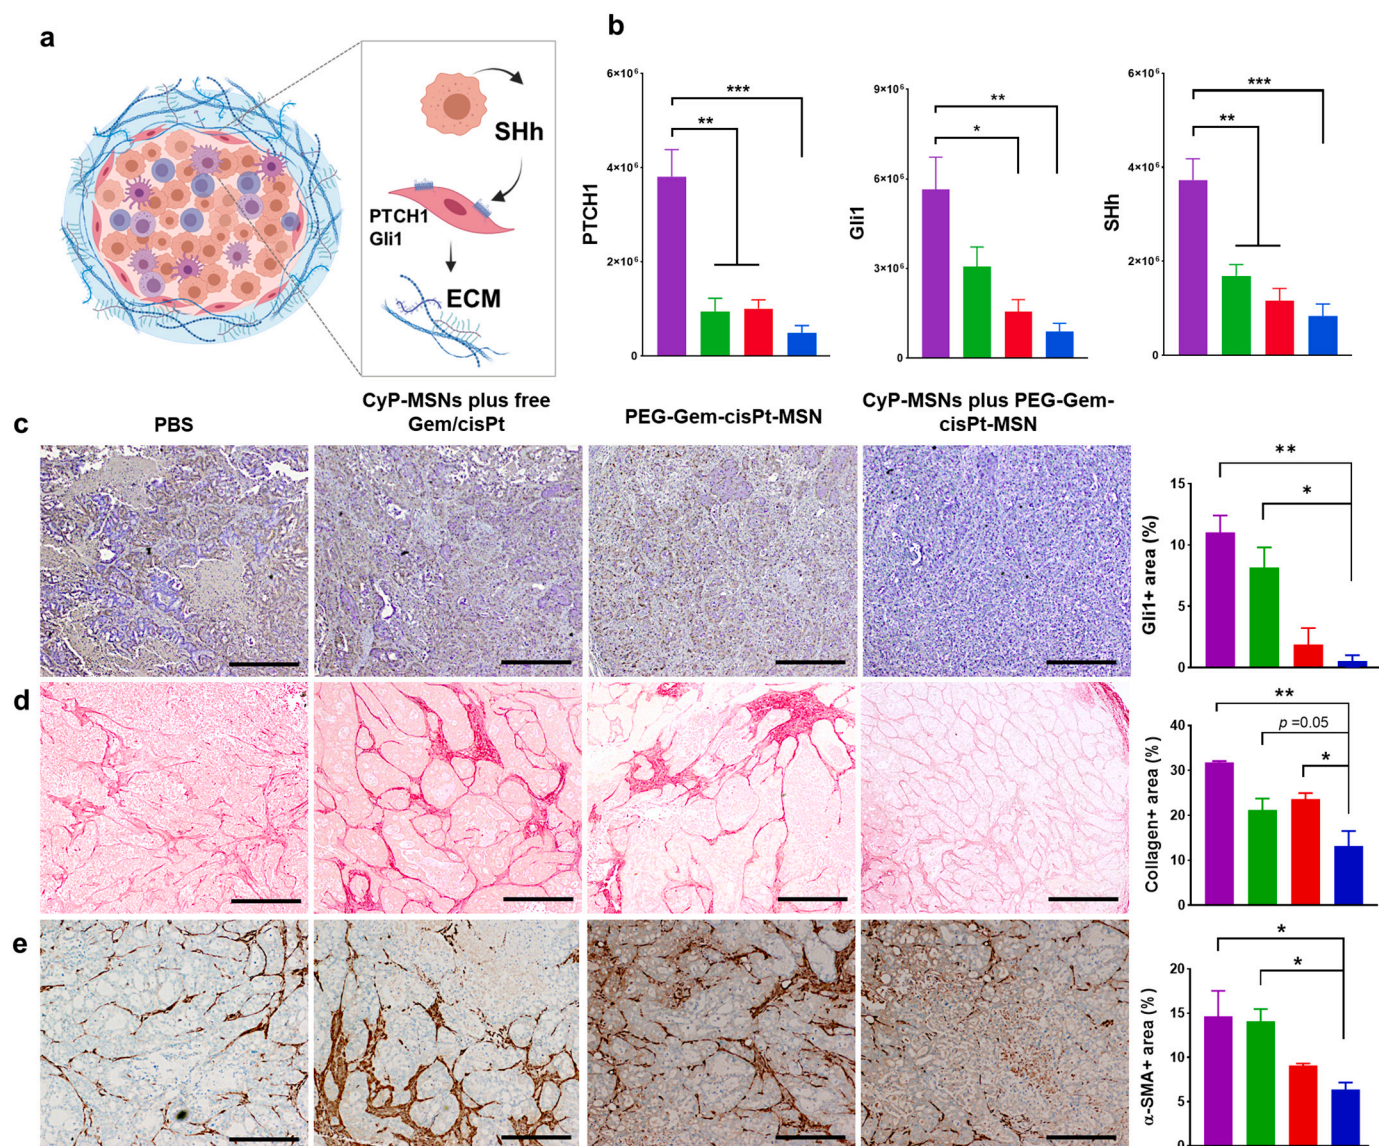 a
SHh
PTCH1
Gli1
ECM
b
6×10⁶
4×10⁶
2×10⁶
0
PTCH1
**
***
9×10⁶
6×10⁶
3×10⁶
0
Gli1
*
**
6×10⁶
4×10⁶
2×10⁶
0
SHh
**
***
PBS
CyP-MSNs plus free
Gem/cisPt
PEG-Gem-cisPt-MSN
CyP-MSNs plus PEG-Gem-
cisPt-MSN
c
15
10
5
0
Gli1+ area (%)
**
*
d
40
30
20
10
0
Collagen+ area (%)
**
p =0.05
*
e
20
15
10
5
0
α-SMA+ area (%)
*
*